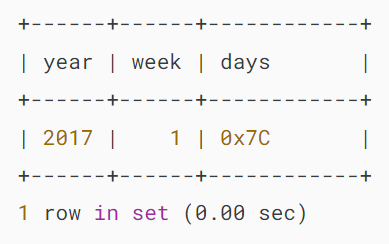 +------+------+------------+
| year | week | days       |
+------+------+------------+
| 2017 |    1 | 0x7C       |
+------+------+------------+
1 row in set (0.00 sec)